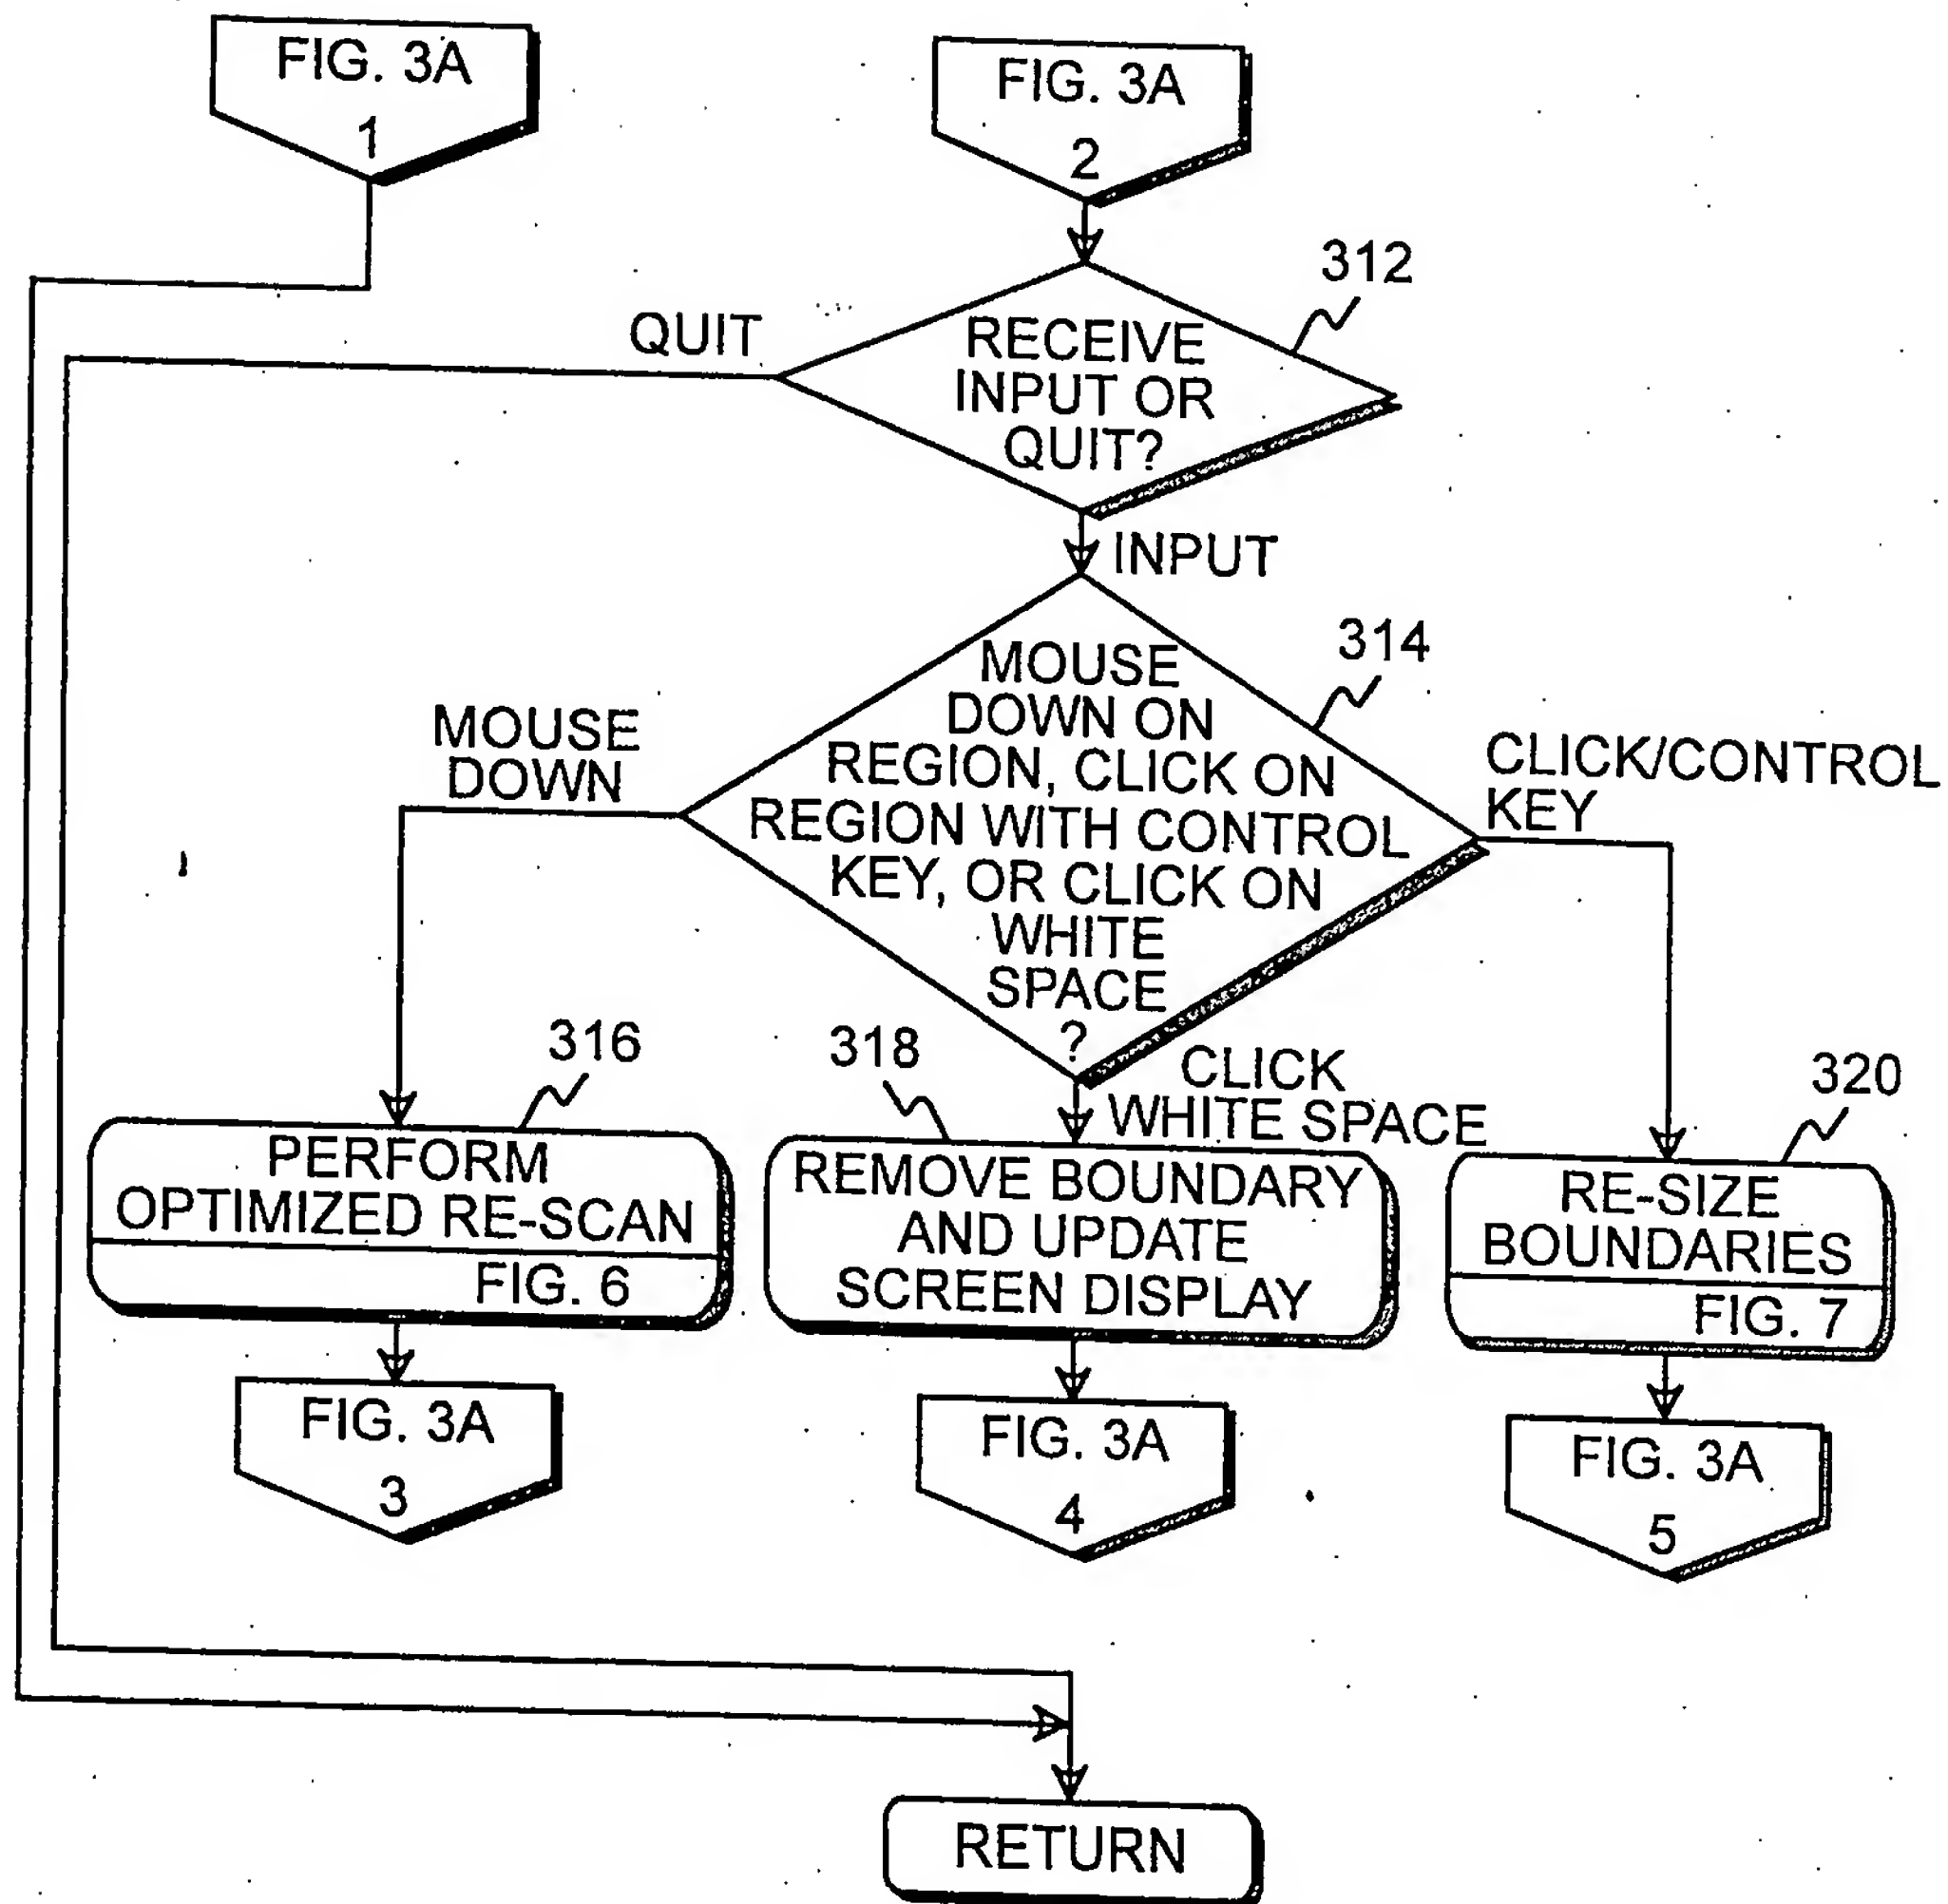 FIG. 3A
1
FIG. 3A
2
312
QUIT
RECEIVE
INPUT OR
QUIT?
INPUT
314
MOUSE
DOWN ON
REGION, CLICK ON
REGION WITH CONTROL
KEY, OR CLICK ON
WHITE
SPACE
?
MOUSE
DOWN
CLICK/CONTROL
KEY
316
318
CLICK
WHITE SPACE
320
PERFORM
OPTIMIZED RE-SCAN
FIG. 6
REMOVE BOUNDARY
AND UPDATE
SCREEN DISPLAY
RE-SIZE
BOUNDARIES
FIG. 7
FIG. 3A
3
FIG. 3A
4
FIG. 3A
5
RETURN